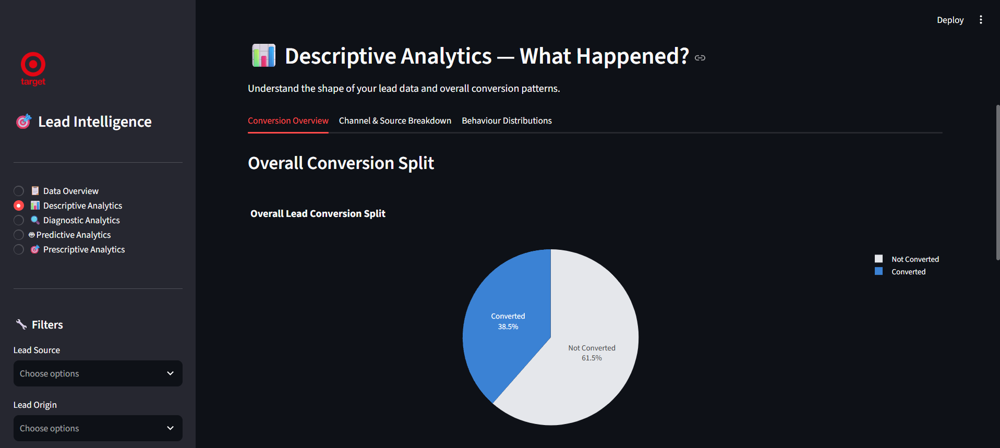 Deploy
target
Lead Intelligence
Data Overview
Descriptive Analytics
Diagnostic Analytics
Predictive Analytics
Prescriptive Analytics
Filters
Lead Source
Choose options
Lead Origin
Choose options
Descriptive Analytics — What Happened?
Understand the shape of your lead data and overall conversion patterns.
Conversion Overview Channel & Source Breakdown Behaviour Distributions
Overall Conversion Split
Overall Lead Conversion Split
Converted
38.5%
Not Converted
61.5%
Not Converted
Converted